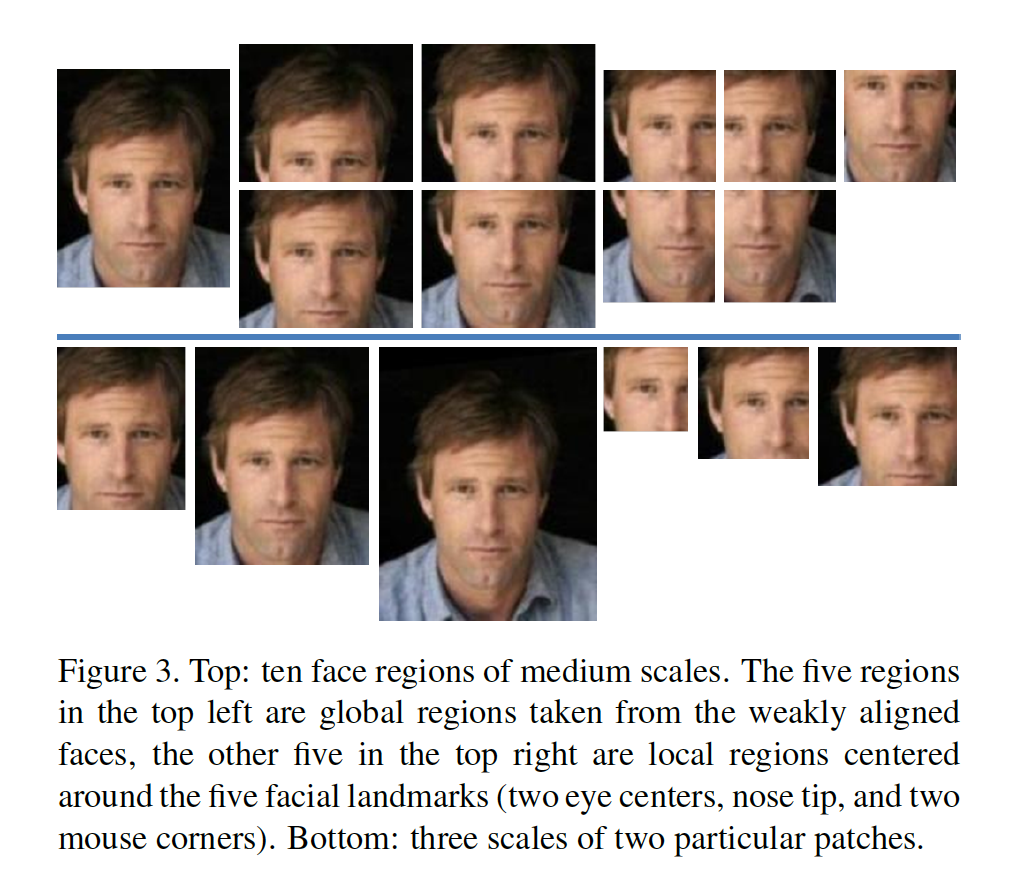 Figure 3. Top: ten face regions of medium scales. The five regions
in the top left are global regions taken from the weakly aligned
faces, the other five in the top right are local regions centered
around the five facial landmarks (two eye centers, nose tip, and two
mouse corners). Bottom: three scales of two particular patches.